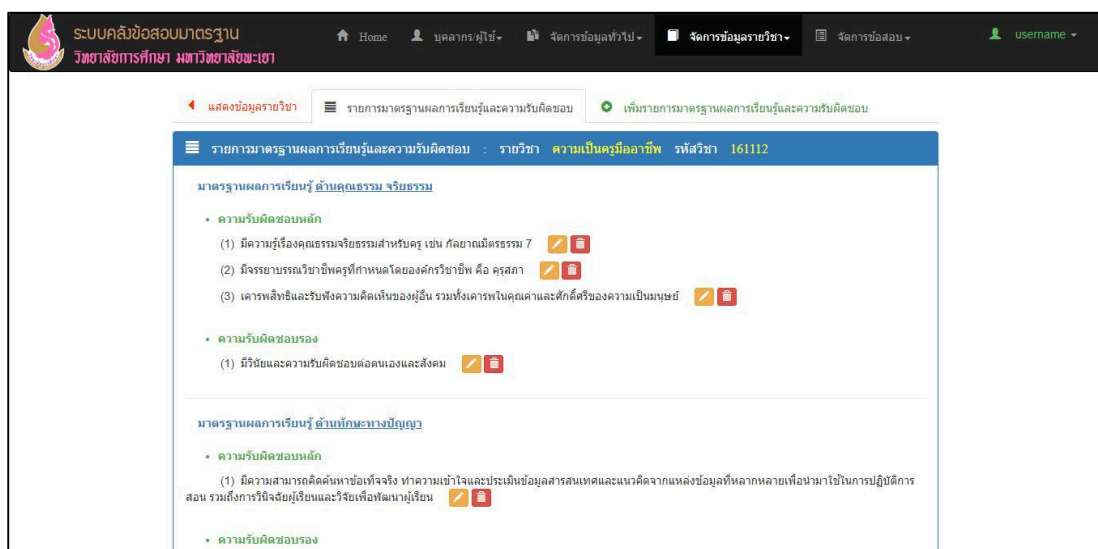 ระบบคลังข้อสอบมาตรฐาน
วิทยาลัยการศึกษา มหาวิทยาลัยพะเยา
Home บุคลากร/ผู้ใช้ จัดการข้อมูลทั่วไป จัดการข้อมูลรายวิชา จัดการข้อสอบ username
แสดงข้อมูลรายวิชา รายการมาตรฐานผลการเรียนรู้และความรับผิดชอบ เพิ่มรายการมาตรฐานผลการเรียนรู้และความรับผิดชอบ
รายการมาตรฐานผลการเรียนรู้และความรับผิดชอบ : รายวิชา ความเป็นครูมืออาชีพ รหัสวิชา 161112
มาตรฐานผลการเรียนรู้ ด้านคุณธรรม จริยธรรม
• ความรับผิดชอบหลัก
(1) มีความรู้เรื่องคุณธรรมจริยธรรมสำหรับครู เช่น กัลยาณมิตรธรรม 7
(2) มีจรรยาบรรณวิชาชีพครูที่กำหนดโดยองค์กรวิชาชีพ คือ คุรุสภา
(3) เคารพสิทธิและรับฟังความคิดเห็นของผู้อื่น รวมทั้งเคารพในคุณค่าและศักดิ์ศรีของความเป็นมนุษย์
• ความรับผิดชอบรอง
(1) มีวินัยและความรับผิดชอบต่อตนเองและสังคม
มาตรฐานผลการเรียนรู้ ด้านทักษะทางปัญญา
• ความรับผิดชอบหลัก
(1) มีความสามารถคิดค้นหาข้อเท็จจริง ทำความเข้าใจและประเมินข้อมูลสารสนเทศและแนวคิดจากแหล่งข้อมูลที่หลากหลายเพื่อนำมาใช้ในการปฏิบัติการ
สอน รวมถึงการวินิจฉัยผู้เรียนและวิจัยเพื่อพัฒนาผู้เรียน
• ความรับผิดชอบรอง